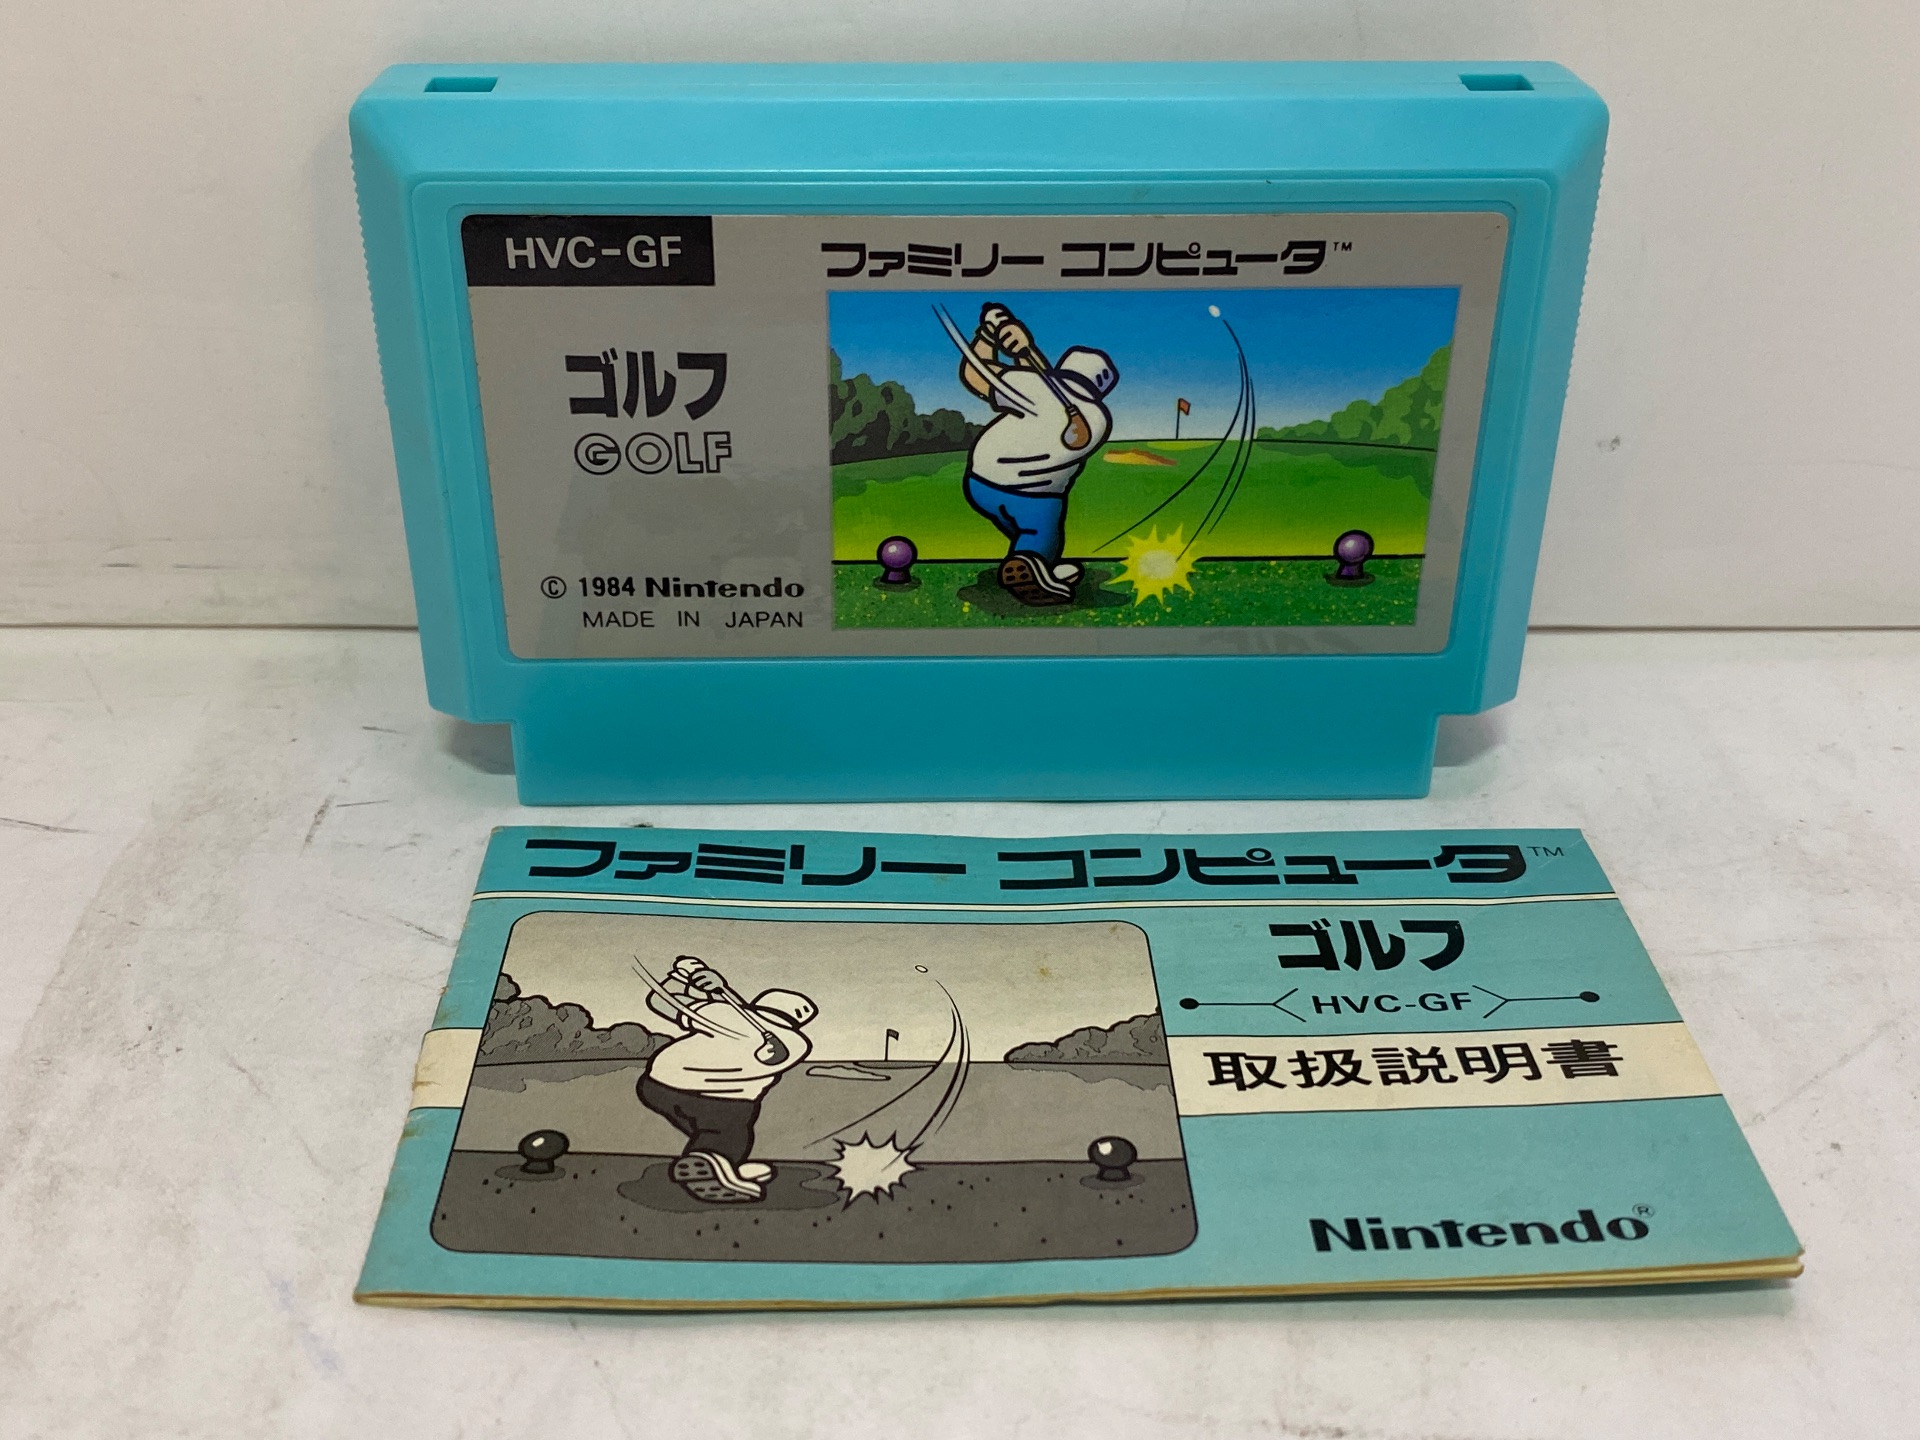 HVC-GF
ファミリー コンピュータ™
ゴルフ
GOLF
© 1984 Nintendo
MADE IN JAPAN
ファミリー コンピュータ™
ゴルフ
HVC-GF
取扱説明書
Nintendo®